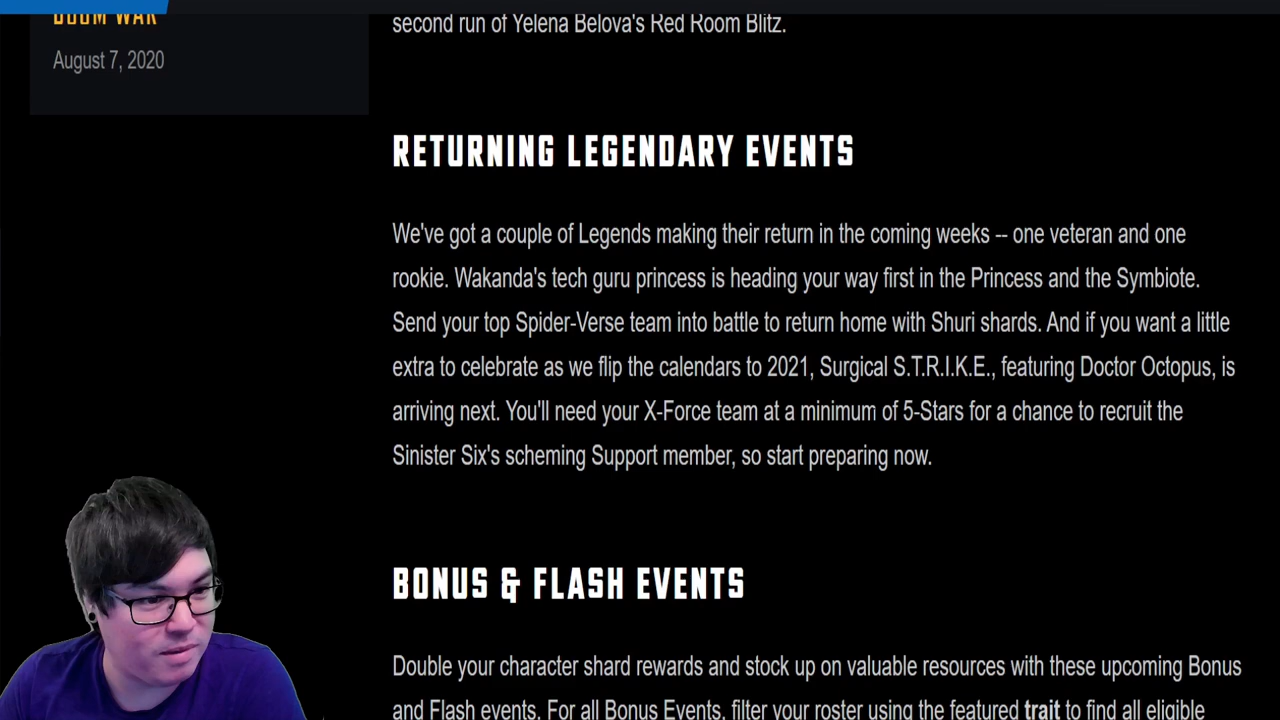 DOOM WAR
August 7, 2020
second run of Yelena Belova's Red Room Blitz.
RETURNING LEGENDARY EVENTS
We've got a couple of Legends making their return in the coming weeks -- one veteran and one
rookie. Wakanda's tech guru princess is heading your way first in the Princess and the Symbiote.
Send your top Spider-Verse team into battle to return home with Shuri shards. And if you want a little
extra to celebrate as we flip the calendars to 2021, Surgical S.T.R.I.K.E., featuring Doctor Octopus, is
arriving next. You'll need your X-Force team at a minimum of 5-Stars for a chance to recruit the
Sinister Six's scheming Support member, so start preparing now.
BONUS & FLASH EVENTS
Double your character shard rewards and stock up on valuable resources with these upcoming Bonus
and Flash events. For all Bonus Events, filter your roster using the featured trait to find all eligible